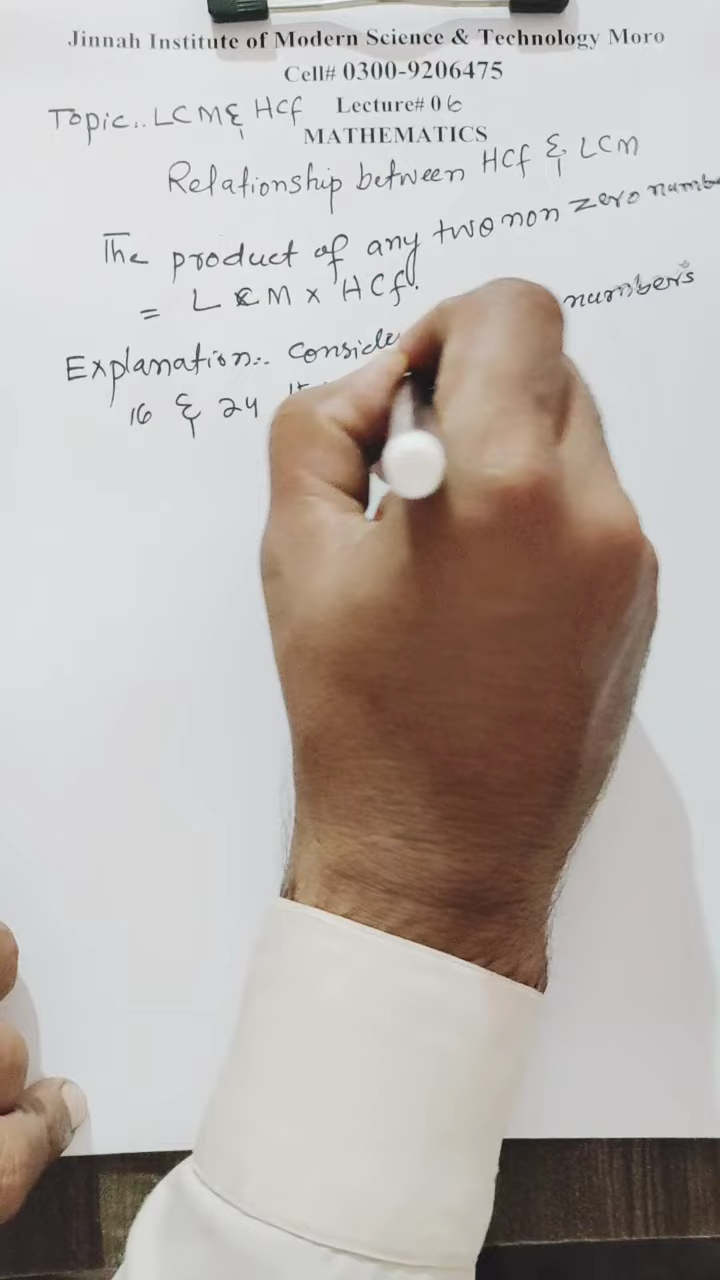 Jinnah Institute of Modern Science & Technology Moro
Cell# 0300-9206475
Topic.. LCM & HCf Lecture# 06
MATHEMATICS
Relationship between HCf & LCM
The product of any two non zero numbe
= LCM x HCf.
Explanation:. Conside numbers
16 & 24